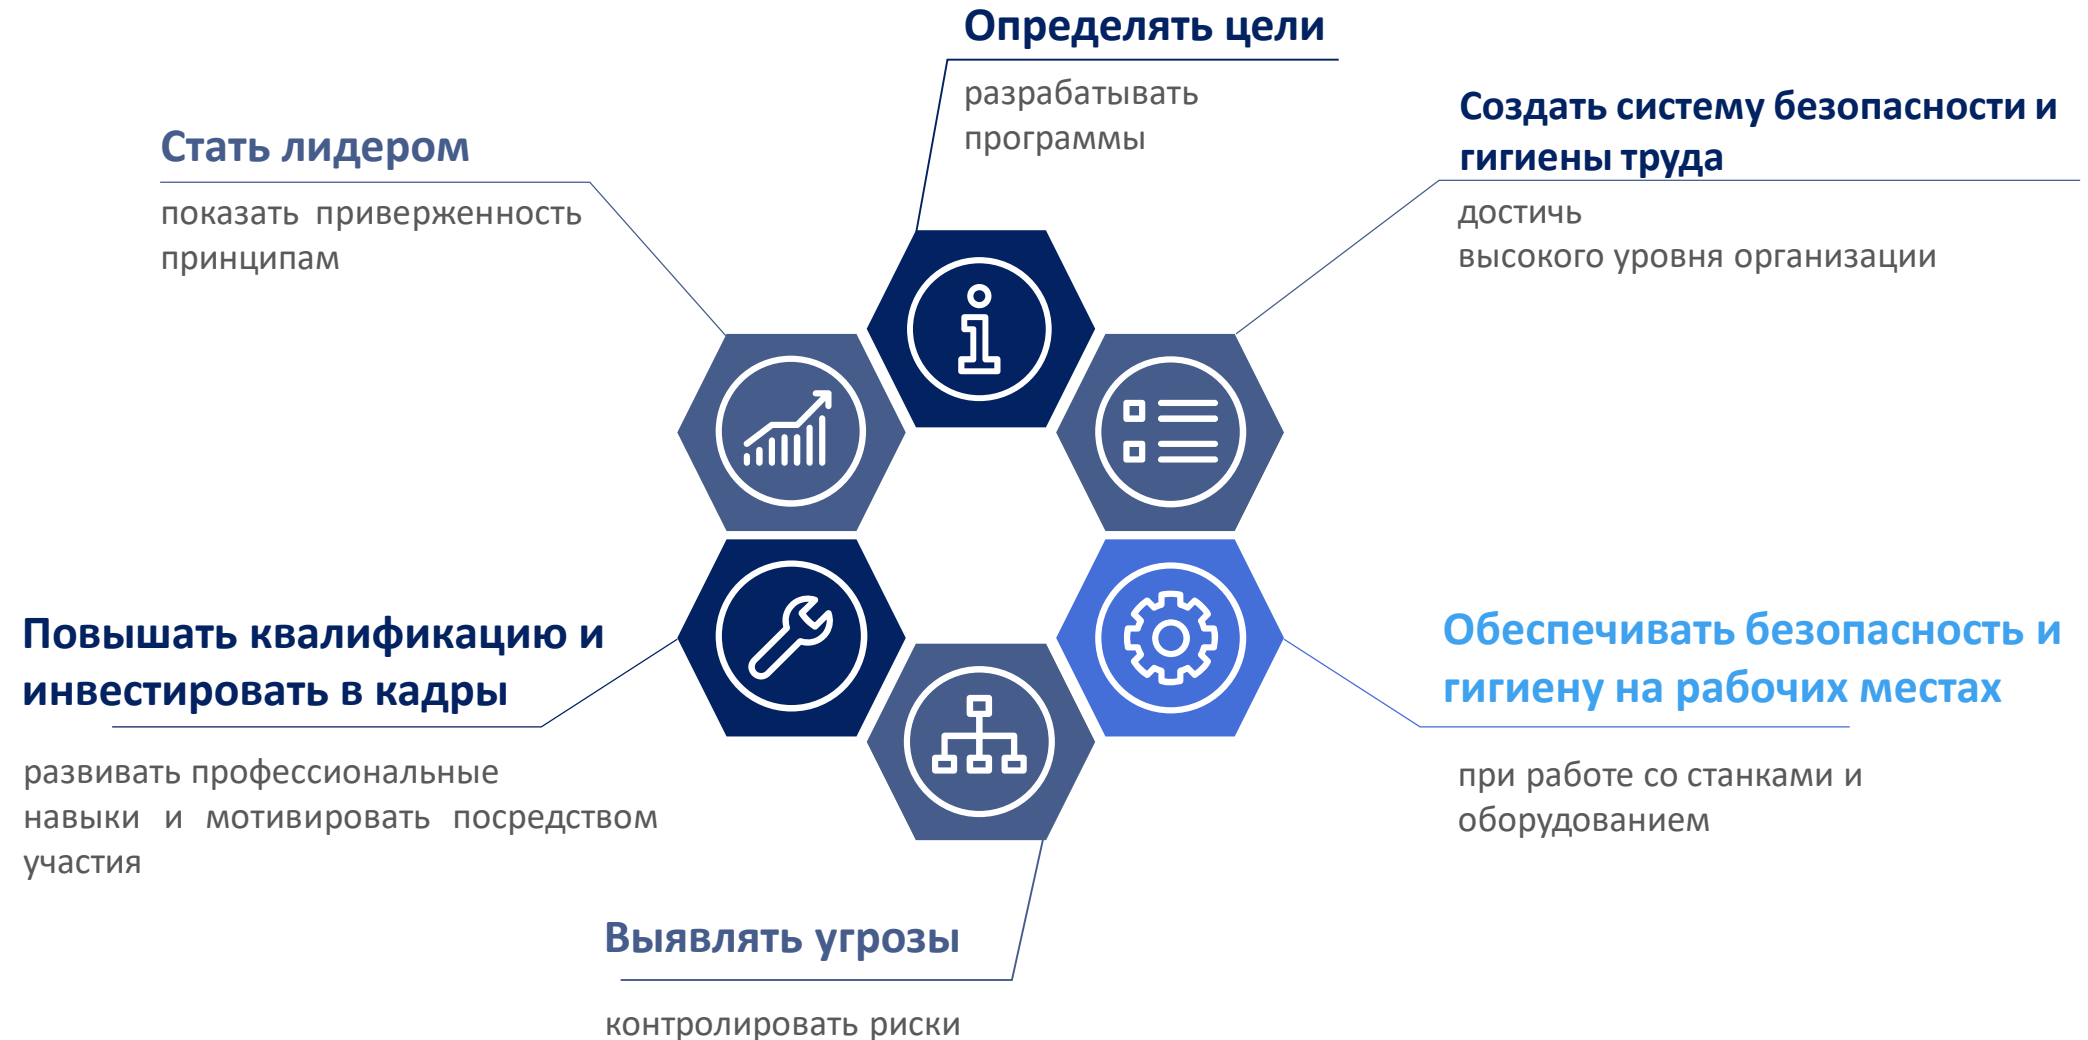 Определять цели
разрабатывать
программы
Создать систему безопасности и
гигиены труда
достичь
высокого уровня организации
Стать лидером
показать приверженность
принципам
Повышать квалификацию и
инвестировать в кадры
развивать профессиональные
навыки и мотивировать посредством
участия
Обеспечивать безопасность и
гигиену на рабочих местах
при работе со станками и
оборудованием
Выявлять угрозы
контролировать риски